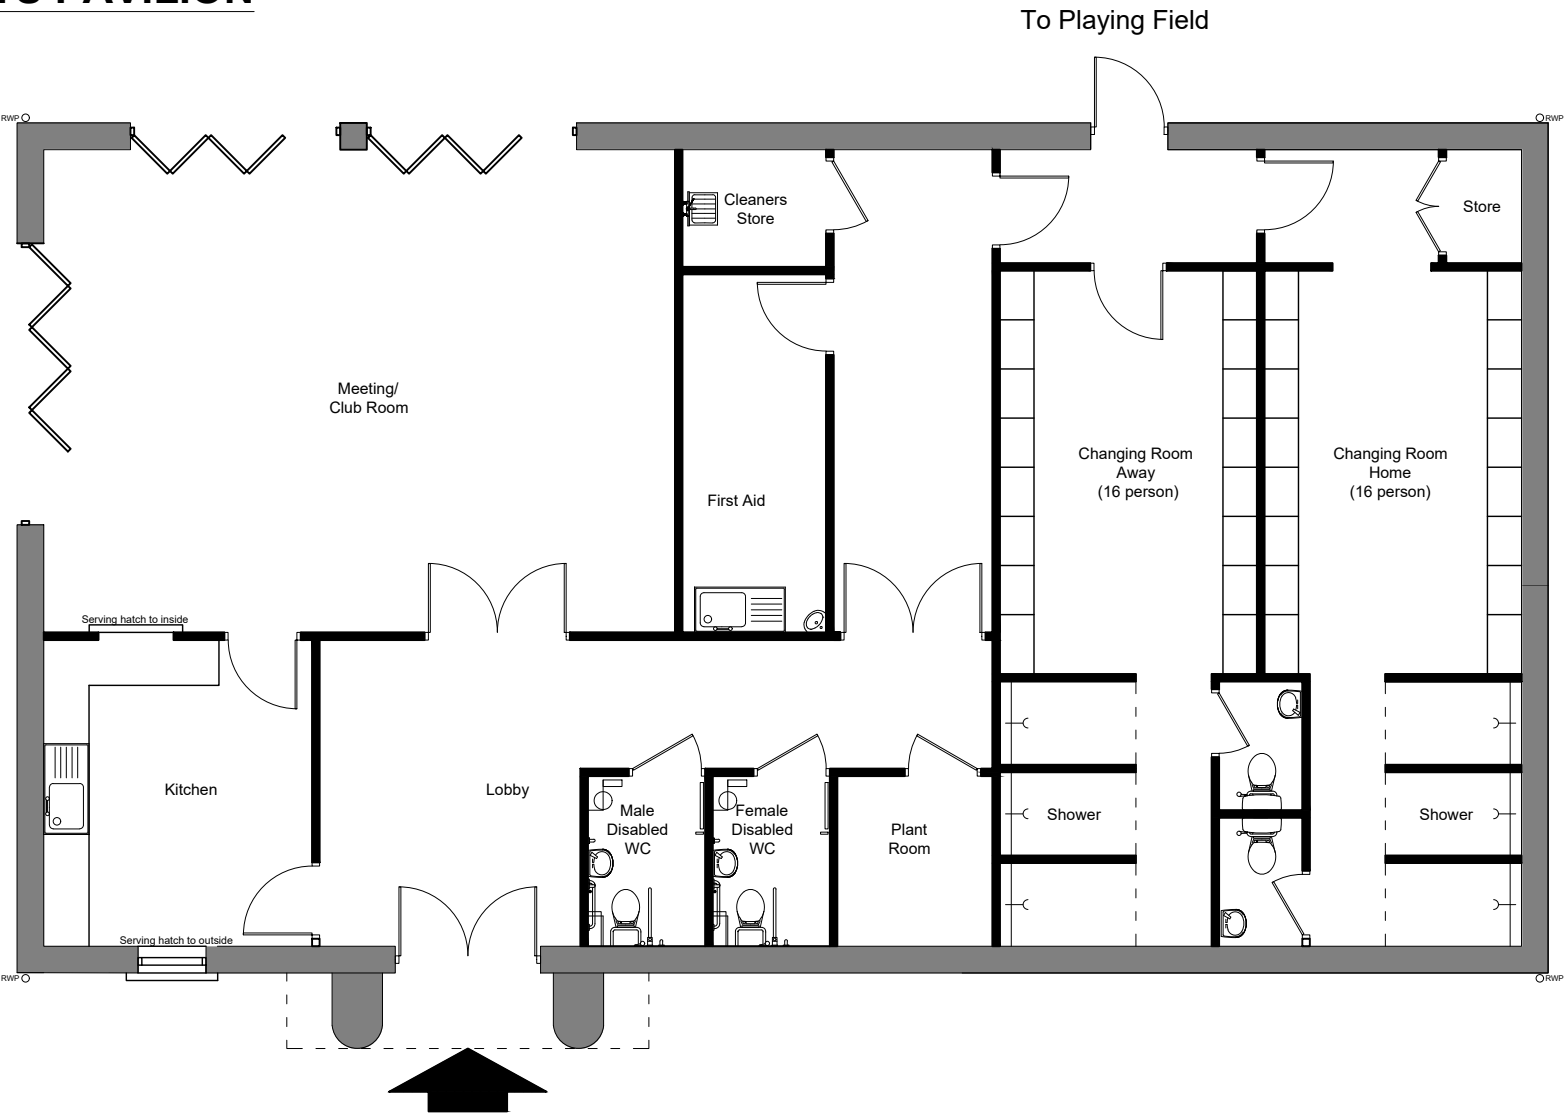 PAVILION
To Playing Field
RWP
RWP
Cleaners
Store
Store
Meeting/
Club Room
Changing Room
Away
(16 person)
Changing Room
Home
(16 person)
First Aid
Serving hatch to inside
Kitchen
Lobby
Male
Disabled
WC
Female
Disabled
WC
Plant
Room
Shower
Shower
Serving hatch to outside
RWP
RWP